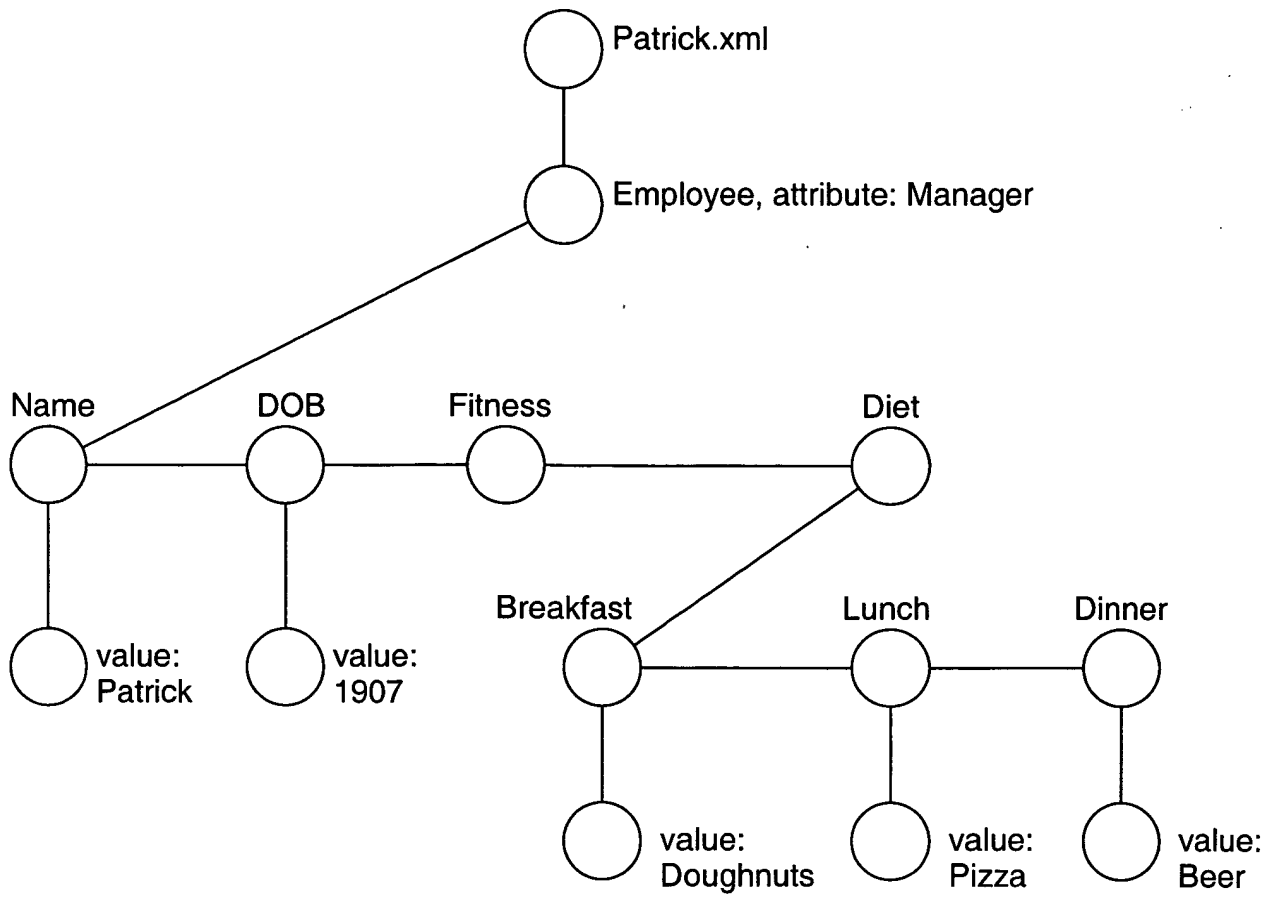 Patrick.xml
Employee, attribute: Manager
Name
DOB
Fitness
Diet
Breakfast
Lunch
Dinner
value:
Patrick
value:
1907
value:
Doughnuts
value:
Pizza
value:
Beer